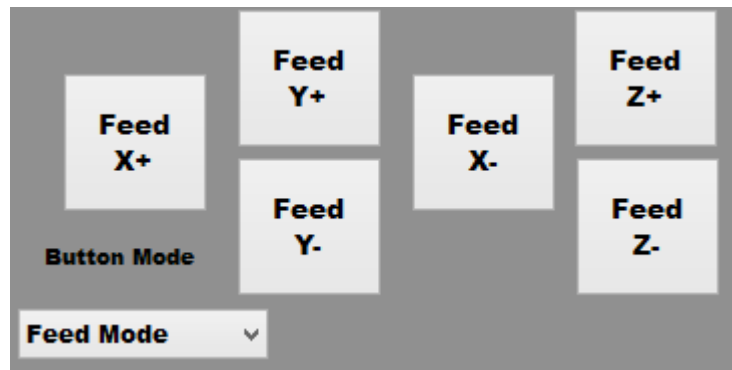 Feed
Y+
Feed
Z+
Feed
X+
Feed
X-
Feed
Y-
Feed
Z-
Button Mode
Feed Mode